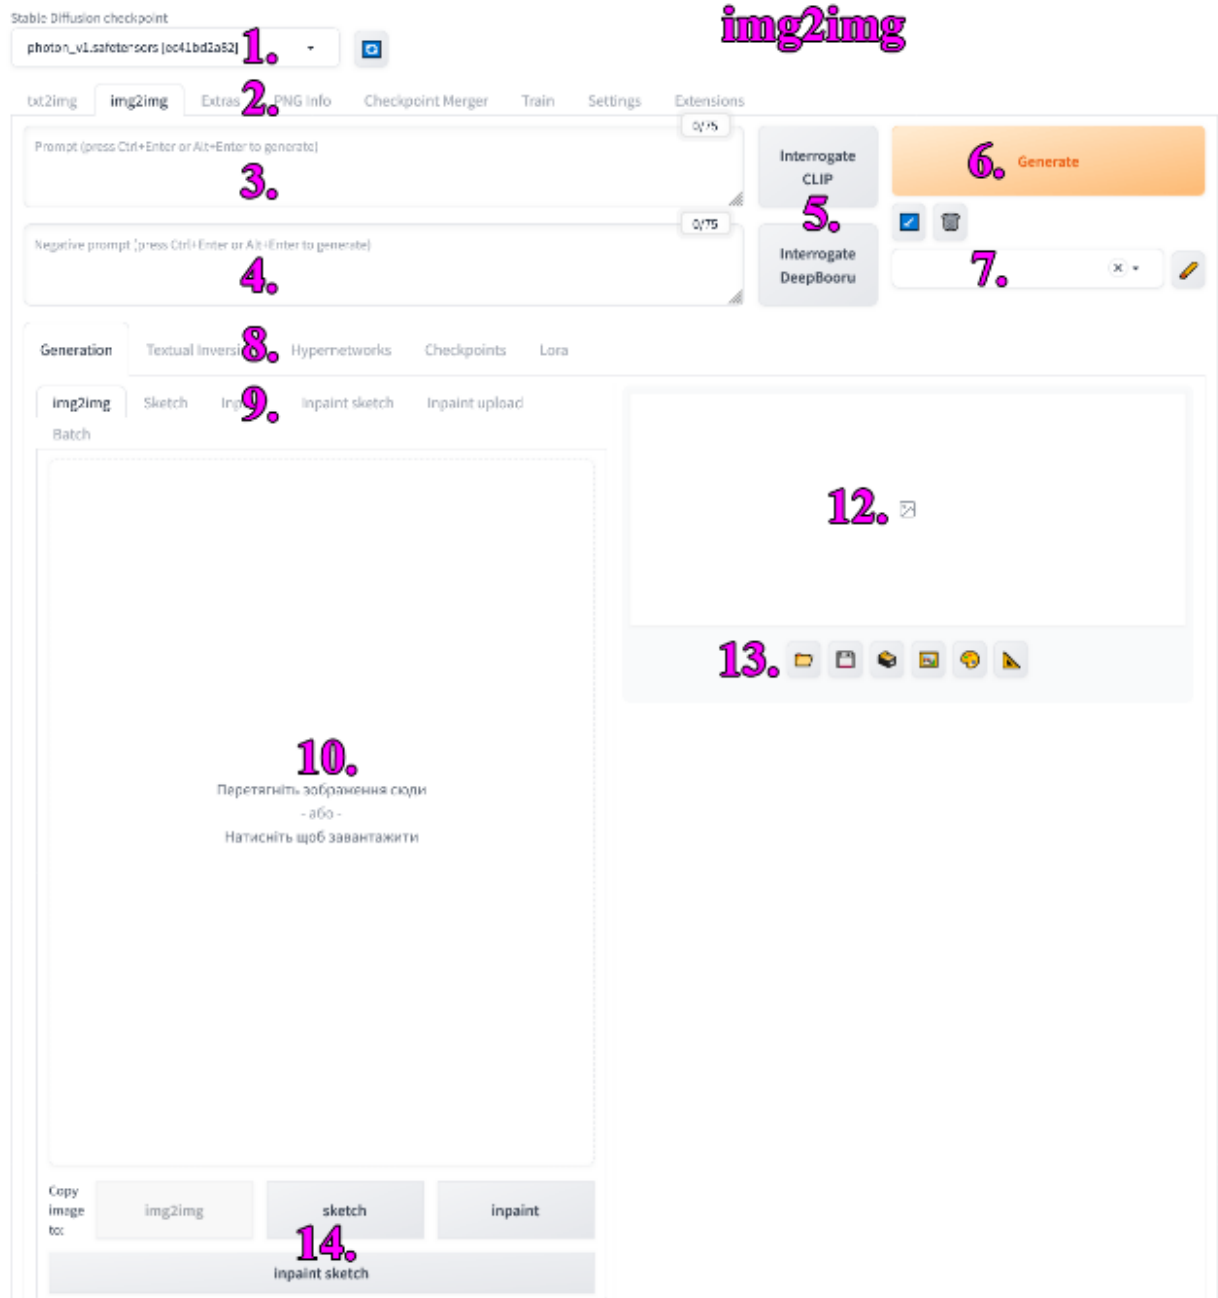 Stable Diffusion checkpoint
img2img
photon_v1.safetensors [ec41bd2a82]
1.
txt2img img2img Extras 2. PNG Info Checkpoint Merger Train Settings Extensions
0/75
Prompt (press Ctrl+Enter or Alt+Enter to generate)
3.
Interrogate
CLIP
6. Generate
5.
0/75
Negative prompt (press Ctrl+Enter or Alt+Enter to generate)
4.
Interrogate
DeepBooru
7.
Generation 8. Hypernetworks Checkpoints Lora
img2img Sketch 9. Inpaint sketch Inpaint upload
Batch
12.
13.
10.
Перетягніть зображення сюди
- або -
Натисніть щоб завантажити
Copy
image
to:
img2img sketch inpaint
14.
inpaint sketch